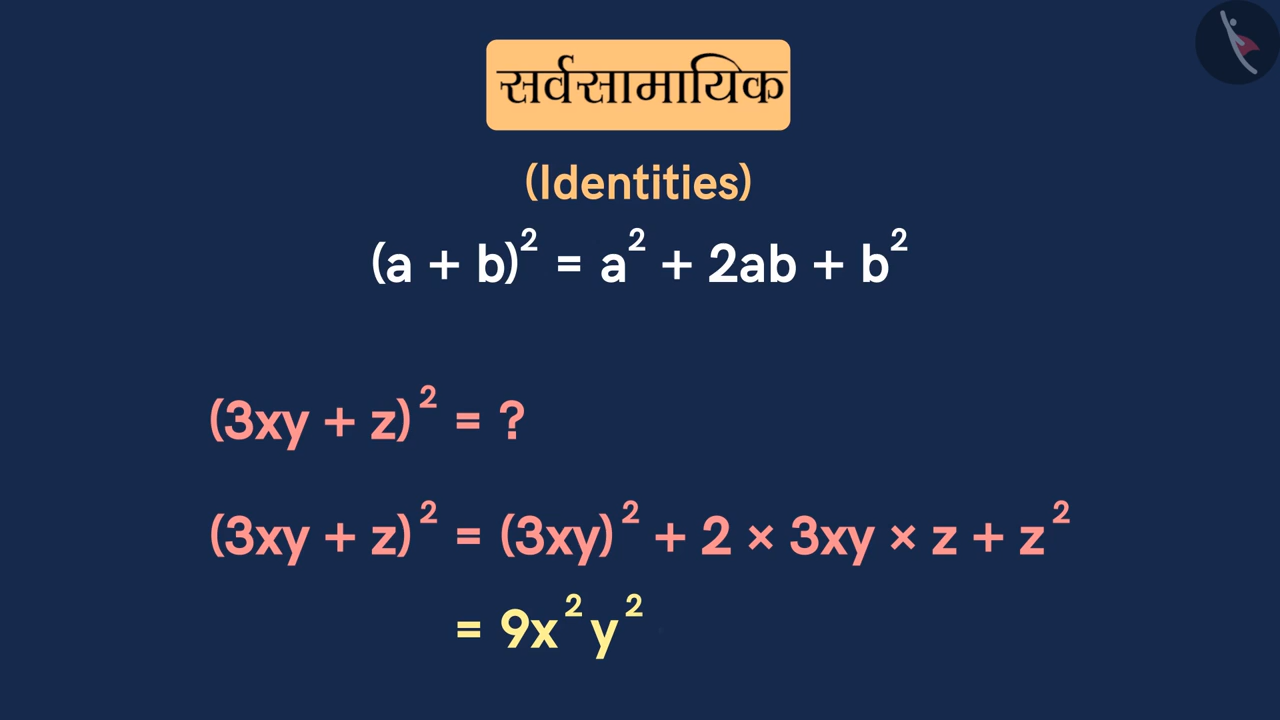 सर्वसामायिक
(Identities)
(a + b)² = a² + 2ab + b²
(3xy + z)² = ?
(3xy + z)² = (3xy)² + 2 × 3xy × z + z²
= 9x²y²